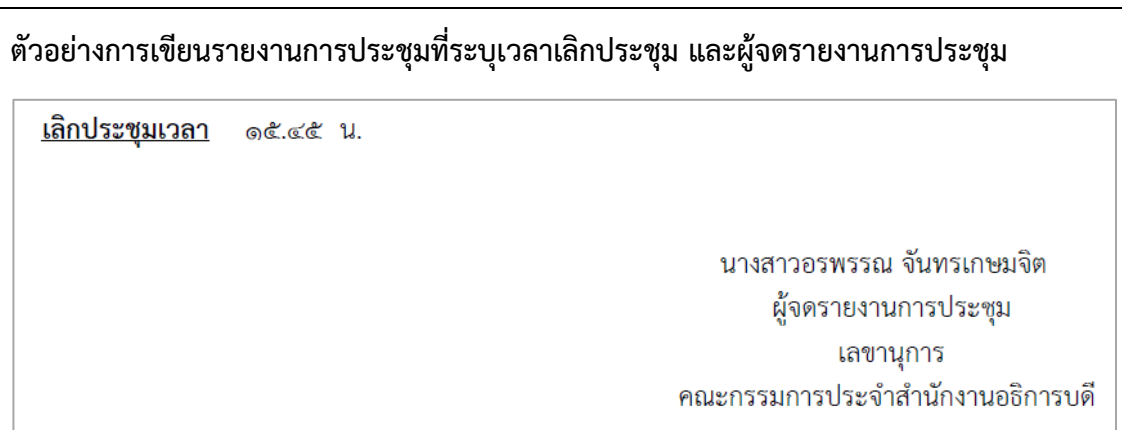 ตัวอย่างการเขียนรายงานการประชุมที่ระบุเวลาเลิกประชุม และผู้จดรายงานการประชุม
เลิกประชุมเวลา ๑๕.๔๕ น.
นางสาวอรพรรณ จันทรเกษมจิต
ผู้จดรายงานการประชุม
เลขานุการ
คณะกรรมการประจำสำนักงานอธิการบดี